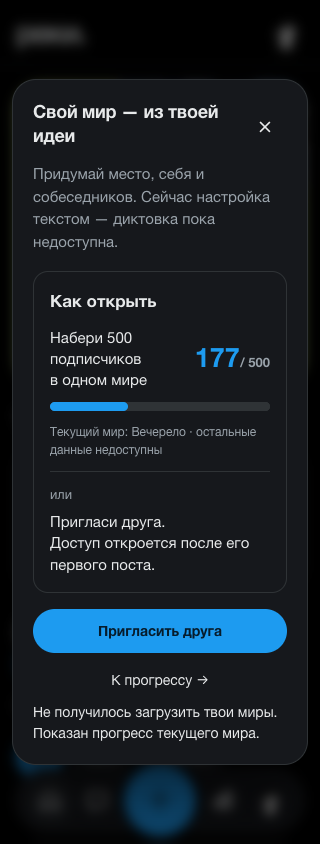 Свой мир — из твоей
идеи
Придумай место, себя и
собеседников. Сейчас настройка
текстом — диктовка пока
недоступна.
Как открыть
Набери 500
подписчиков
в одном мире
177 / 500
Текущий мир: Вечерело · остальные
данные недоступны
или
Пригласи друга.
Доступ откроется после его
первого поста.
Пригласить друга
К прогрессу →
Не получилось загрузить твои миры.
Показан прогресс текущего мира.